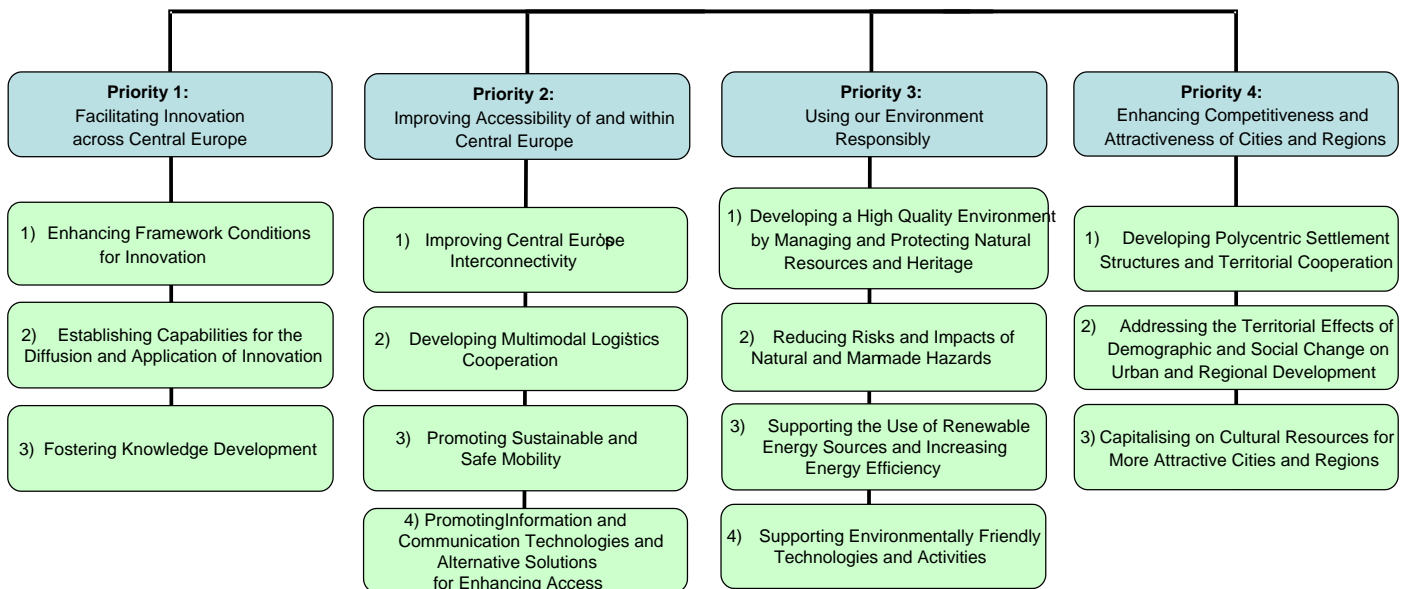 Priority 1:
Facilitating Innovation
across Central Europe
1) Enhancing Framework Conditions
for Innovation
2) Establishing Capabilities for the
Diffusion and Application of Innovation
3) Fostering Knowledge Development
Priority 2:
Improving Accessibility of and within
Central Europe
1) Improving Central Europe's
Interconnectivity
2) Developing Multimodal Logistics'
Cooperation
3) Promoting Sustainable and
Safe Mobility
4) PromotingInformation and
Communication Technologies and
Alternative Solutions
for Enhancing Access
Priority 3:
Using our Environment
Responsibly
1) Developing a High Quality Environment
by Managing and Protecting Natural
Resources and Heritage
2) Reducing Risks and Impacts of
Natural and Manmade Hazards
3) Supporting the Use of Renewable
Energy Sources and Increasing
Energy Efficiency
4) Supporting Environmentally Friendly
Technologies and Activities
Priority 4:
Enhancing Competitiveness and
Attractiveness of Cities and Regions
1) Developing Polycentric Settlement
Structures and Territorial Cooperation
2) Addressing the Territorial Effects of
Demographic and Social Change on
Urban and Regional Development
3) Capitalising on Cultural Resources for
More Attractive Cities and Regions